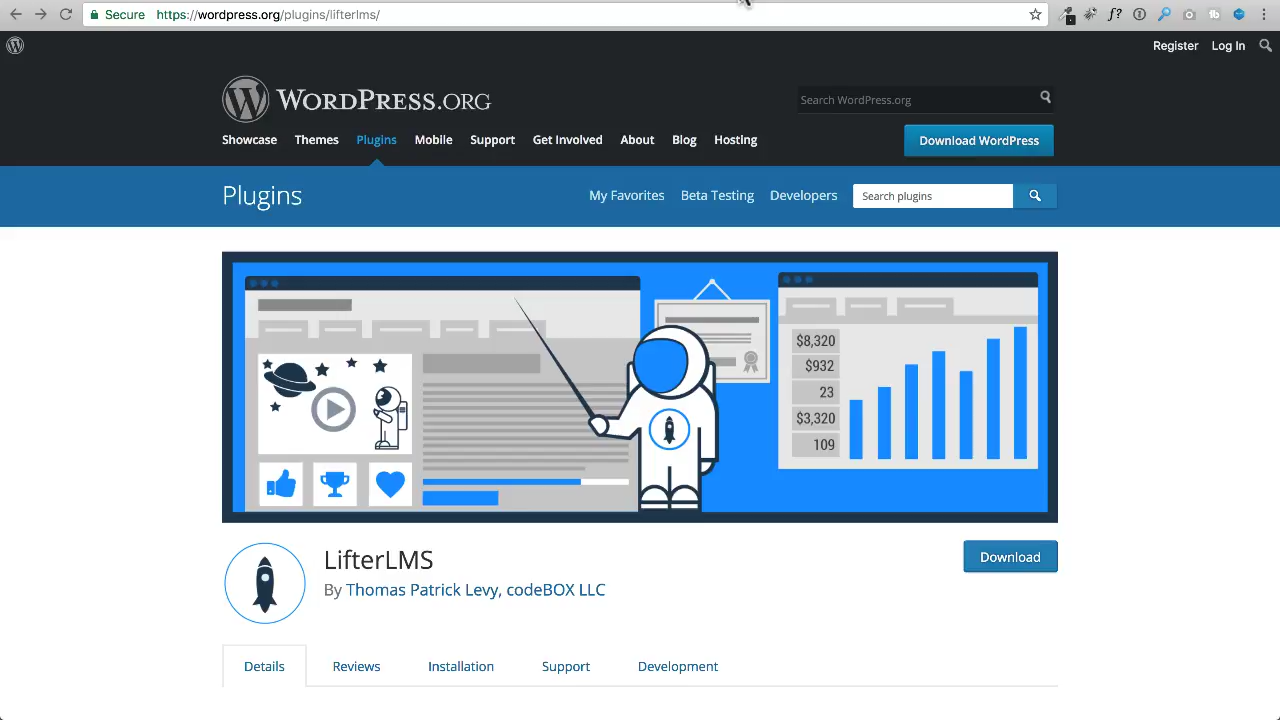 Secure https://wordpress.org/plugins/lifterlms/
Register Log In
WORDPRESS.ORG
Search WordPress.org
Showcase Themes Plugins Mobile Support Get Involved About Blog Hosting
Download WordPress
Plugins
My Favorites Beta Testing Developers
Search plugins
$8,320
$932
23
$3,320
109
LifterLMS
Download
By Thomas Patrick Levy, codeBOX LLC
Details Reviews Installation Support Development